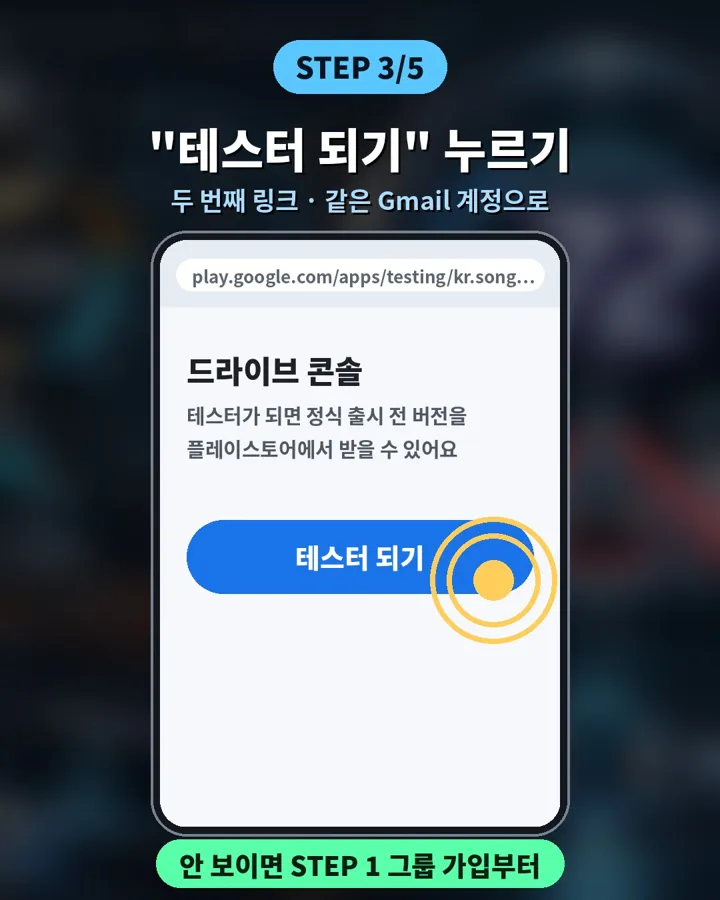 STEP 3/5
"테스터 되기" 누르기
두 번째 링크 · 같은 Gmail 계정으로
play.google.com/apps/testing/kr.song…
드라이브 콘솔
테스터가 되면 정식 출시 전 버전을
플레이스토어에서 받을 수 있어요
테스터 되기
안 보이면 STEP 1 그룹 가입부터